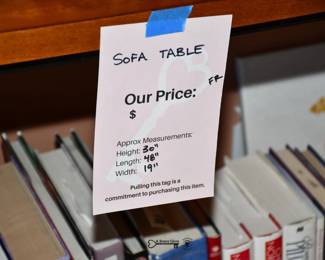 SOFA TABLE
FR
Our Price:
$
Approx Measurements:
Height: 30"
Length: 48"
Width: 19"
Pulling this tag is a
commitment to purchasing this item.